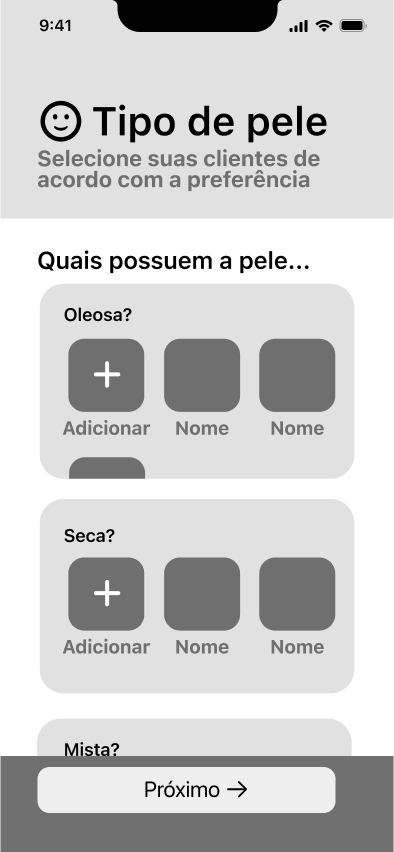 9:41
Tipo de pele
Selecione suas clientes de
acordo com a preferência
Quais possuem a pele...
Oleosa?
Adicionar Nome Nome
Seca?
Adicionar Nome Nome
Mista?
Próximo →